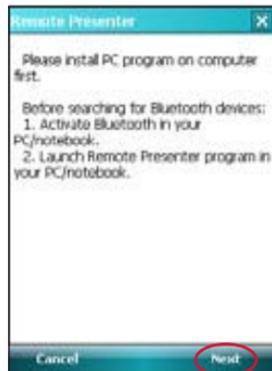 Remote Presenter
Please install PC program on computer
first.
Before searching for Bluetooth devices:
1. Activate Bluetooth in your
PC/notebook.
2. Launch Remote Presenter program in
your PC/notebook.
Cancel Next